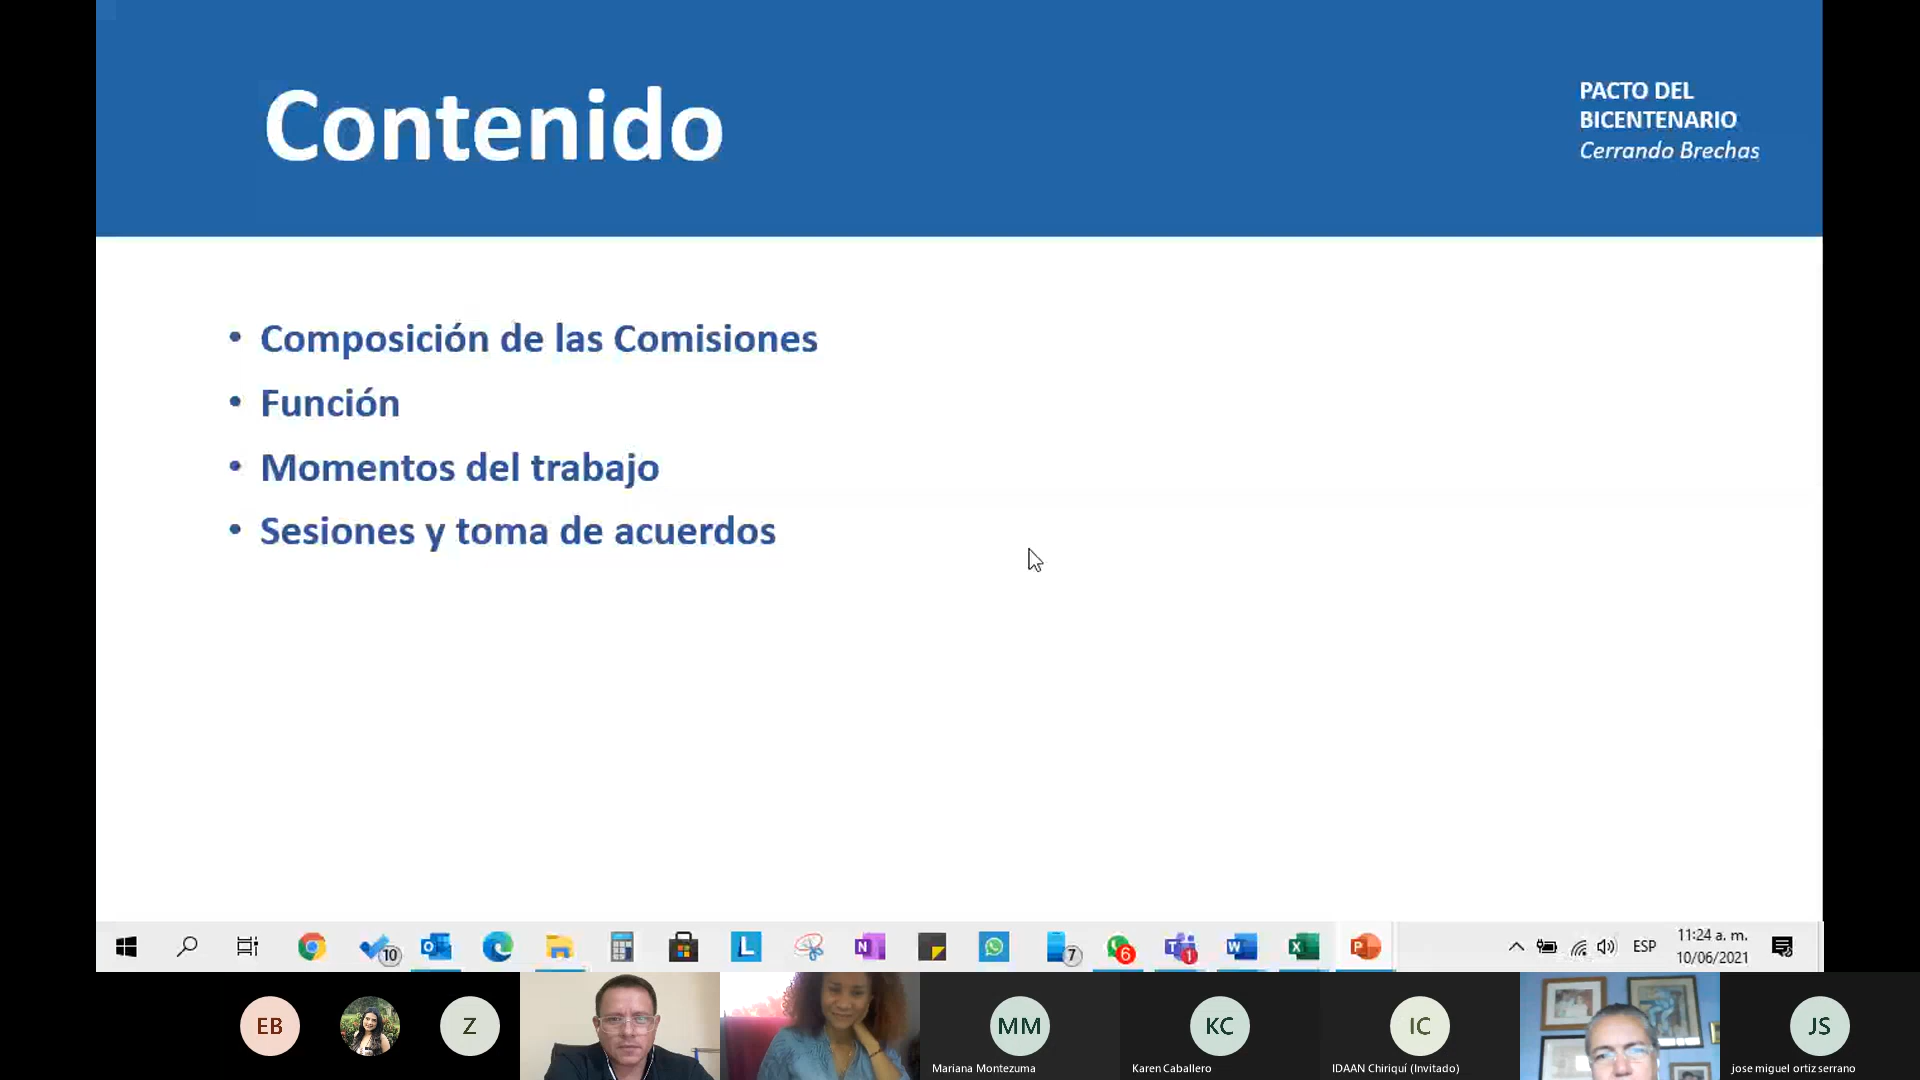 Contenido
PACTO DEL
BICENTENARIO
Cerrando Brechas
• Composición de las Comisiones
• Función
• Momentos del trabajo
• Sesiones y toma de acuerdos
10
7
6
1
ESP
11:24 a. m.
10/06/2021
EB
Z
MM
KC
IC
JS
Mariana Montezuma
Karen Caballero
IDAAN Chiriquí (Invitado)
jose miguel ortiz serrano